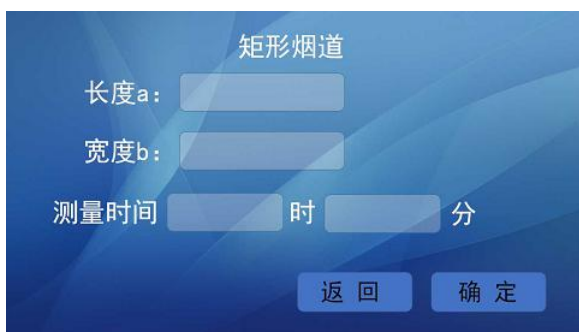 矩形烟道
长度a：
宽度b：
测量时间 时 分
返 回 确 定